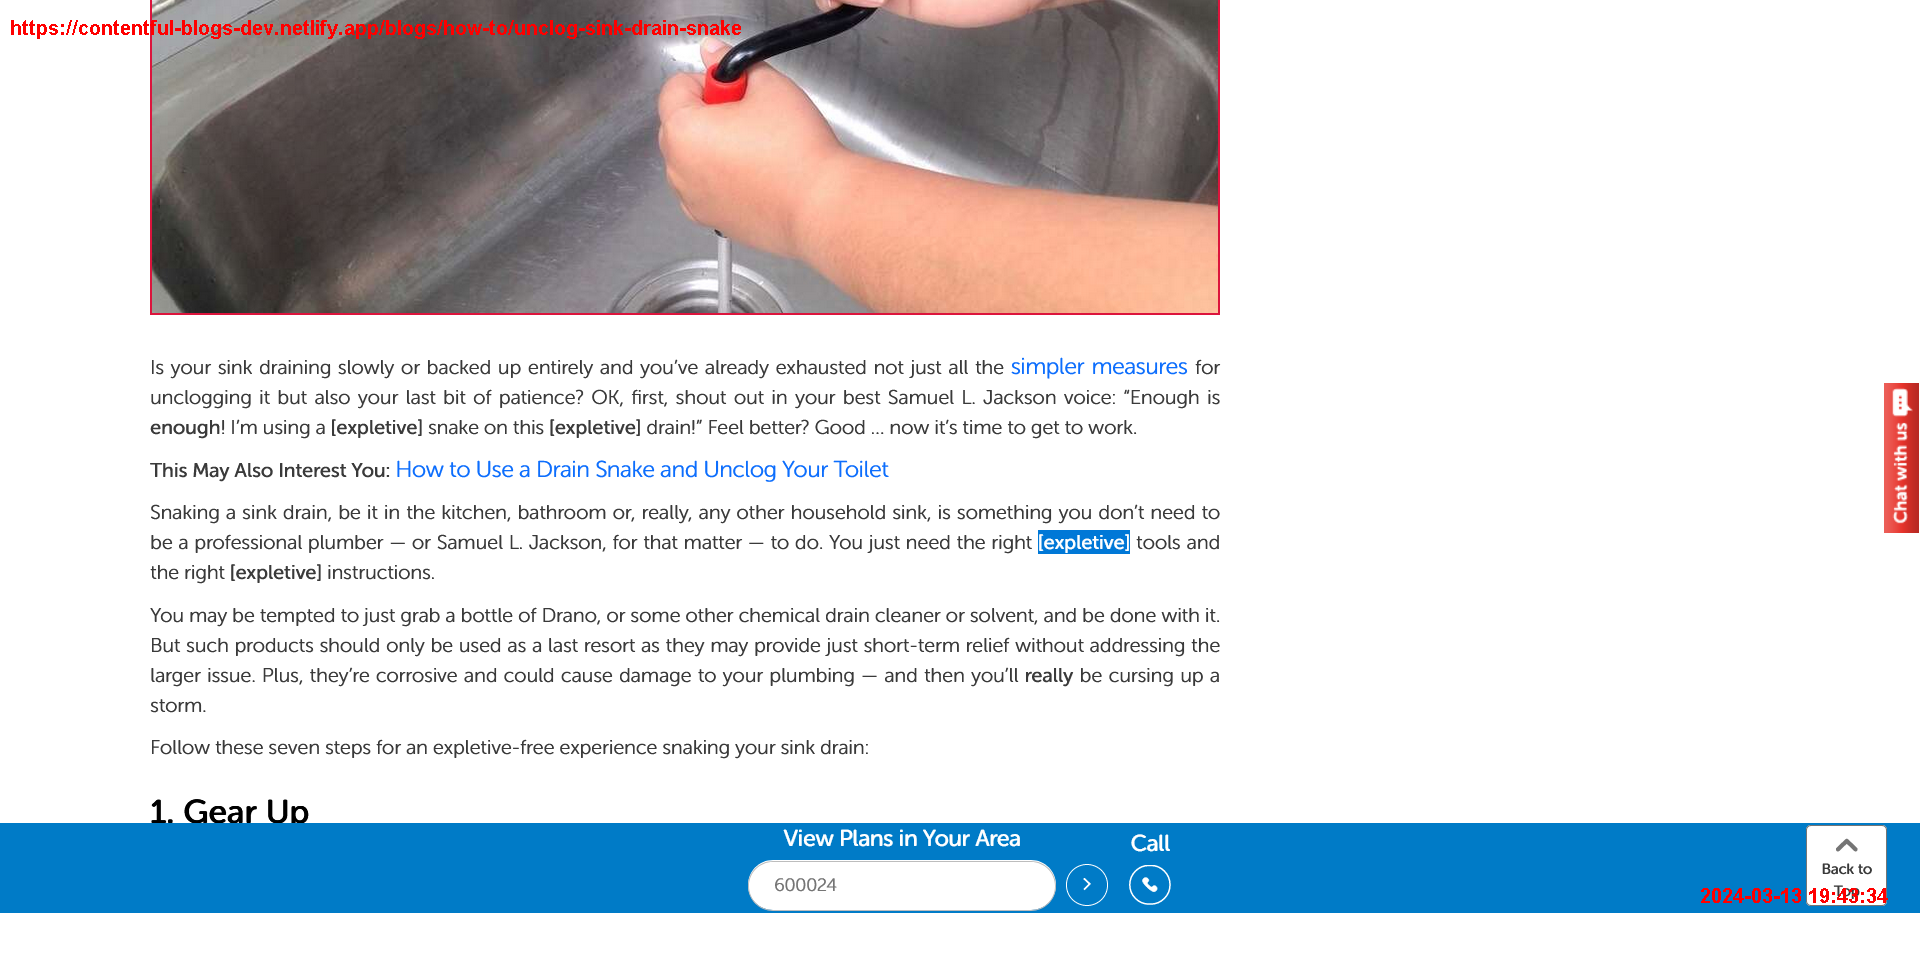 https://contentful-blogs-dev.netlify.app/blogs/how-to/unclog-sink-drain-snake
Is your sink draining slowly or backed up entirely and you’ve already exhausted not just all the simpler measures for
unclogging it but also your last bit of patience? OK, first, shout out in your best Samuel L. Jackson voice: “Enough is
enough! I’m using a [expletive] snake on this [expletive] drain!” Feel better? Good ... now it’s time to get to work.
This May Also Interest You: How to Use a Drain Snake and Unclog Your Toilet
Snaking a sink drain, be it in the kitchen, bathroom or, really, any other household sink, is something you don’t need to
be a professional plumber — or Samuel L. Jackson, for that matter — to do. You just need the right [expletive] tools and
the right [expletive] instructions.
You may be tempted to just grab a bottle of Drano, or some other chemical drain cleaner or solvent, and be done with it.
But such products should only be used as a last resort as they may provide just short-term relief without addressing the
larger issue. Plus, they’re corrosive and could cause damage to your plumbing — and then you’ll really be cursing up a
storm.
Follow these seven steps for an expletive-free experience snaking your sink drain:
1. Gear Up
View Plans in Your Area
600024
Call
Chat with us
Back to
Top
2024-03-13 19:43:34